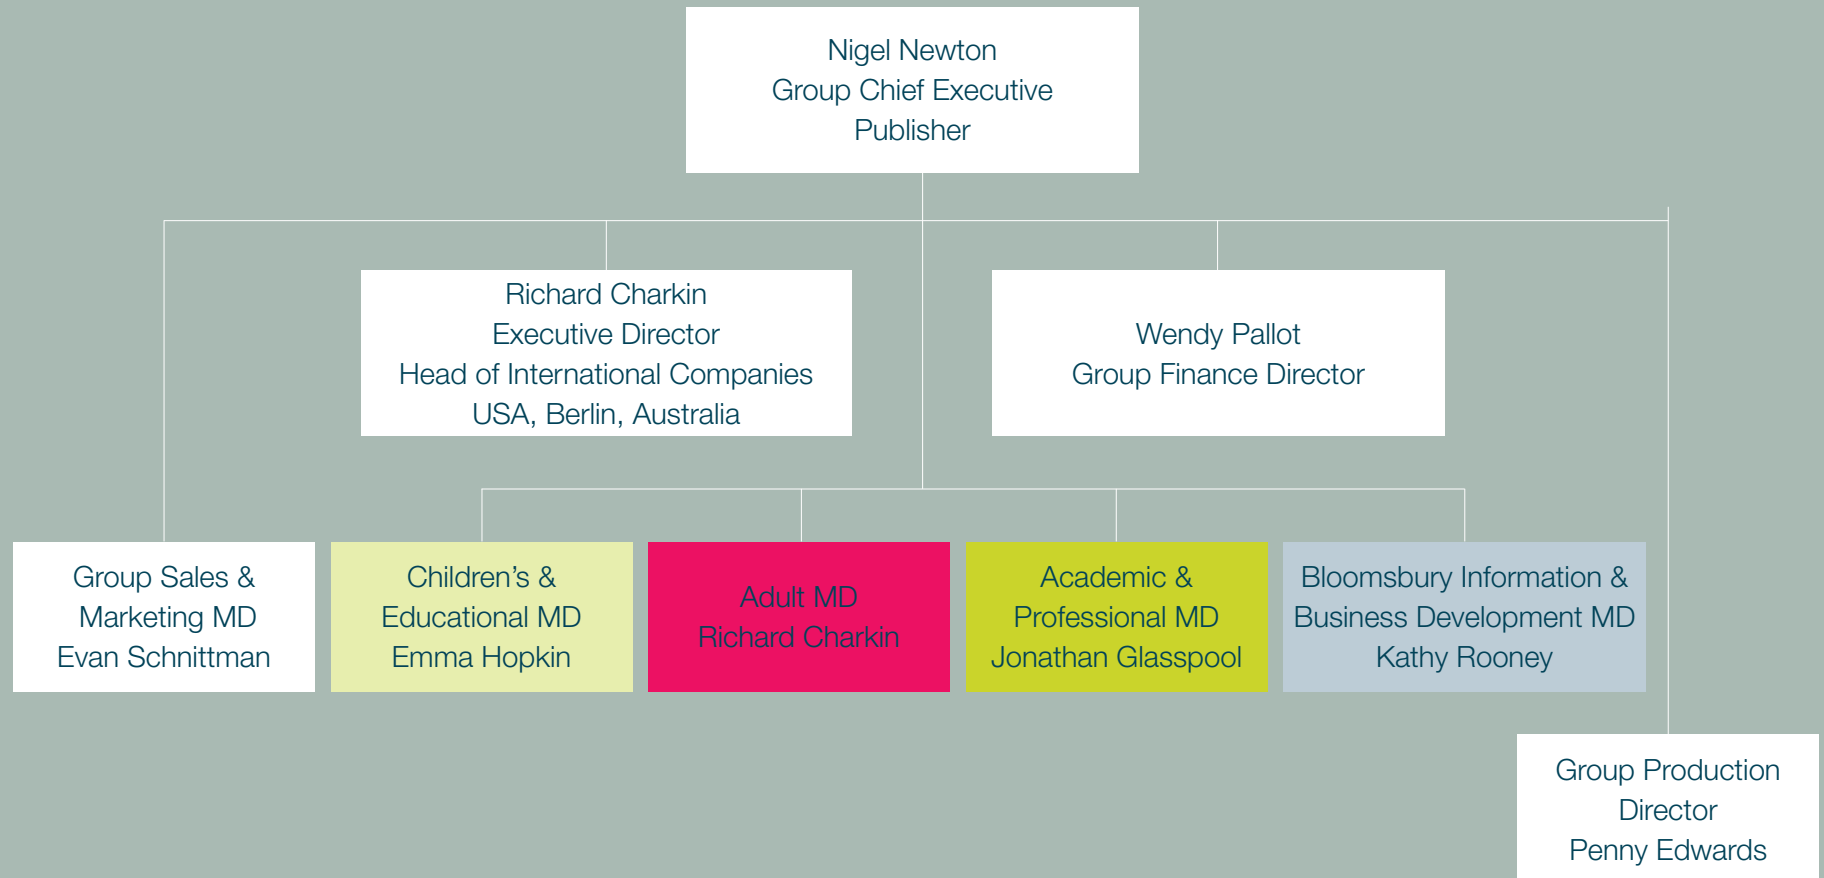 Nigel Newton
Group Chief Executive
Publisher
Richard Charkin
Executive Director
Head of International Companies
USA, Berlin, Australia
Wendy Pallot
Group Finance Director
Group Sales &
Marketing MD
Evan Schnittman
Children’s &
Educational MD
Emma Hopkin
Adult MD
Richard Charkin
Academic &
Professional MD
Jonathan Glasspool
Bloomsbury Information &
Business Development MD
Kathy Rooney
Group Production
Director
Penny Edwards